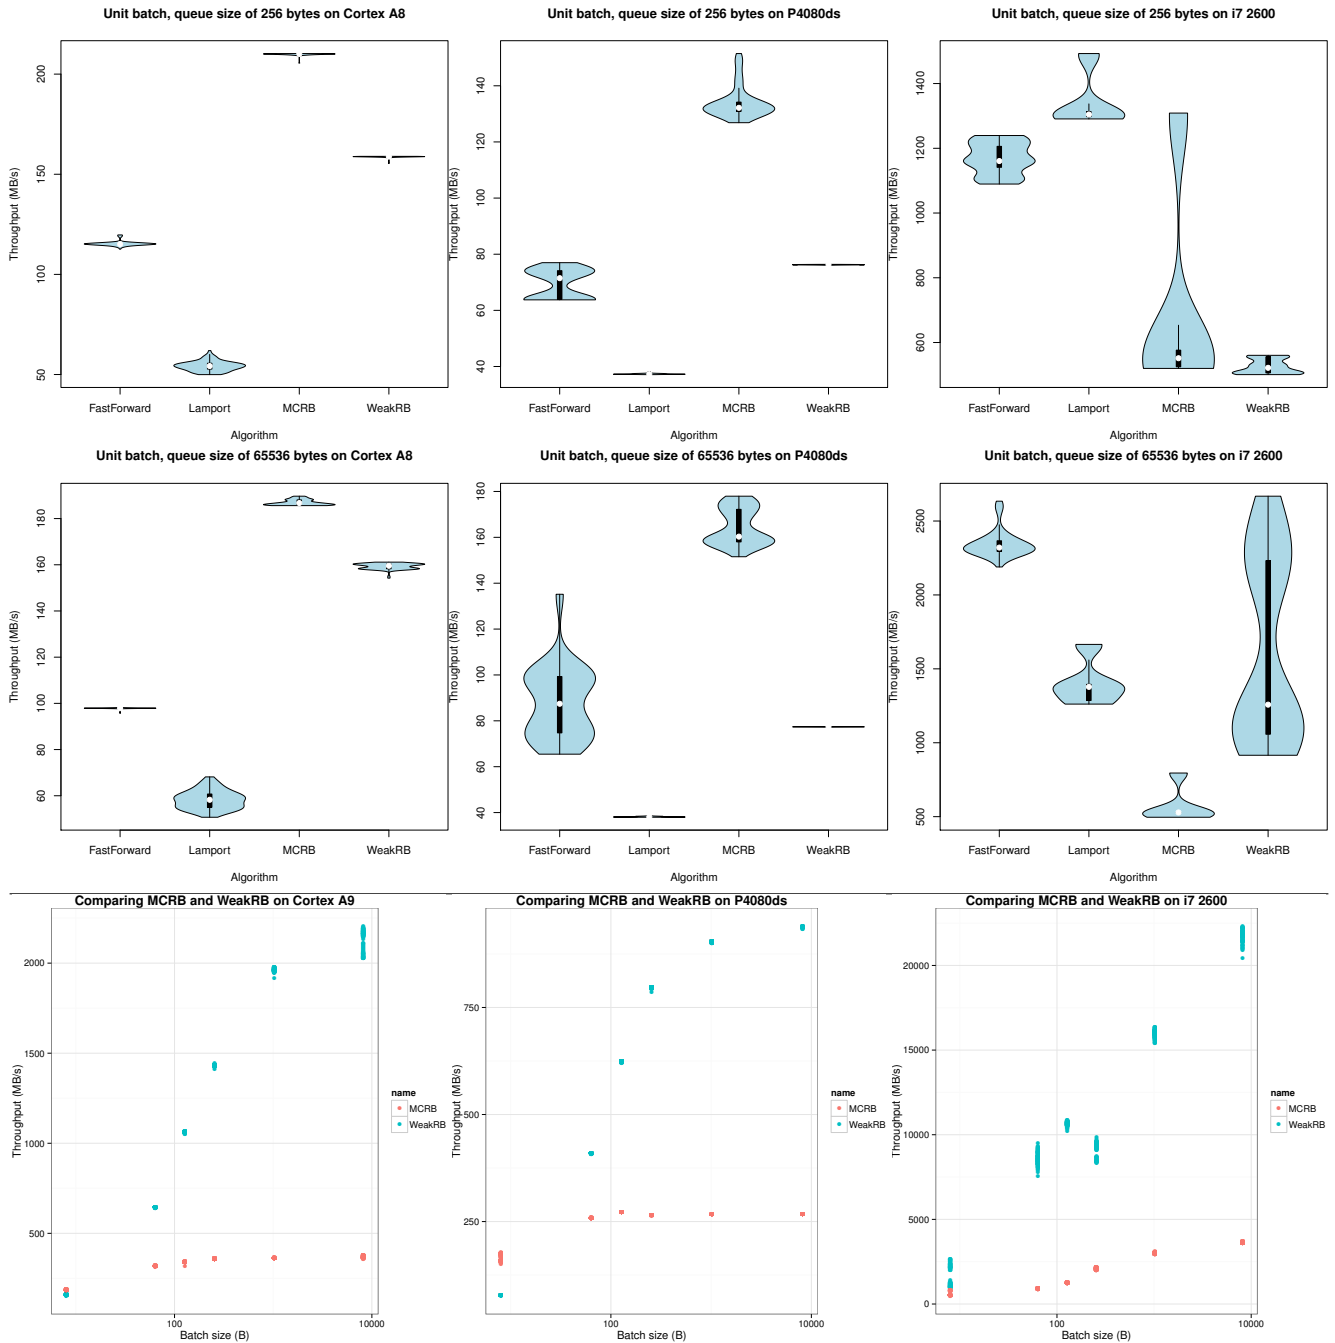 Unit batch, queue size of 256 bytes on Cortex A8
Throughput (MB/s)
200
150
100
50
FastForward Lamport MCRB WeakRB
Algorithm
Unit batch, queue size of 256 bytes on P4080ds
Throughput (MB/s)
140
120
100
80
60
40
FastForward Lamport MCRB WeakRB
Algorithm
Unit batch, queue size of 256 bytes on i7 2600
Throughput (MB/s)
1400
1200
1000
800
600
FastForward Lamport MCRB WeakRB
Algorithm
Unit batch, queue size of 65536 bytes on Cortex A8
Throughput (MB/s)
180
160
140
120
100
80
60
FastForward Lamport MCRB WeakRB
Algorithm
Unit batch, queue size of 65536 bytes on P4080ds
Throughput (MB/s)
180
160
140
120
100
80
60
40
FastForward Lamport MCRB WeakRB
Algorithm
Unit batch, queue size of 65536 bytes on i7 2600
Throughput (MB/s)
2500
2000
1500
1000
500
FastForward Lamport MCRB WeakRB
Algorithm
Comparing MCRB and WeakRB on Cortex A9
Throughput (MB/s)
2000
1500
1000
500
100 10000
Batch size (B)
name
MCRB
WeakRB
Comparing MCRB and WeakRB on P4080ds
Throughput (MB/s)
750
500
250
100 10000
Batch size (B)
name
MCRB
WeakRB
Comparing MCRB and WeakRB on i7 2600
Throughput (MB/s)
20000
15000
10000
5000
0
100 10000
Batch size (B)
name
MCRB
WeakRB